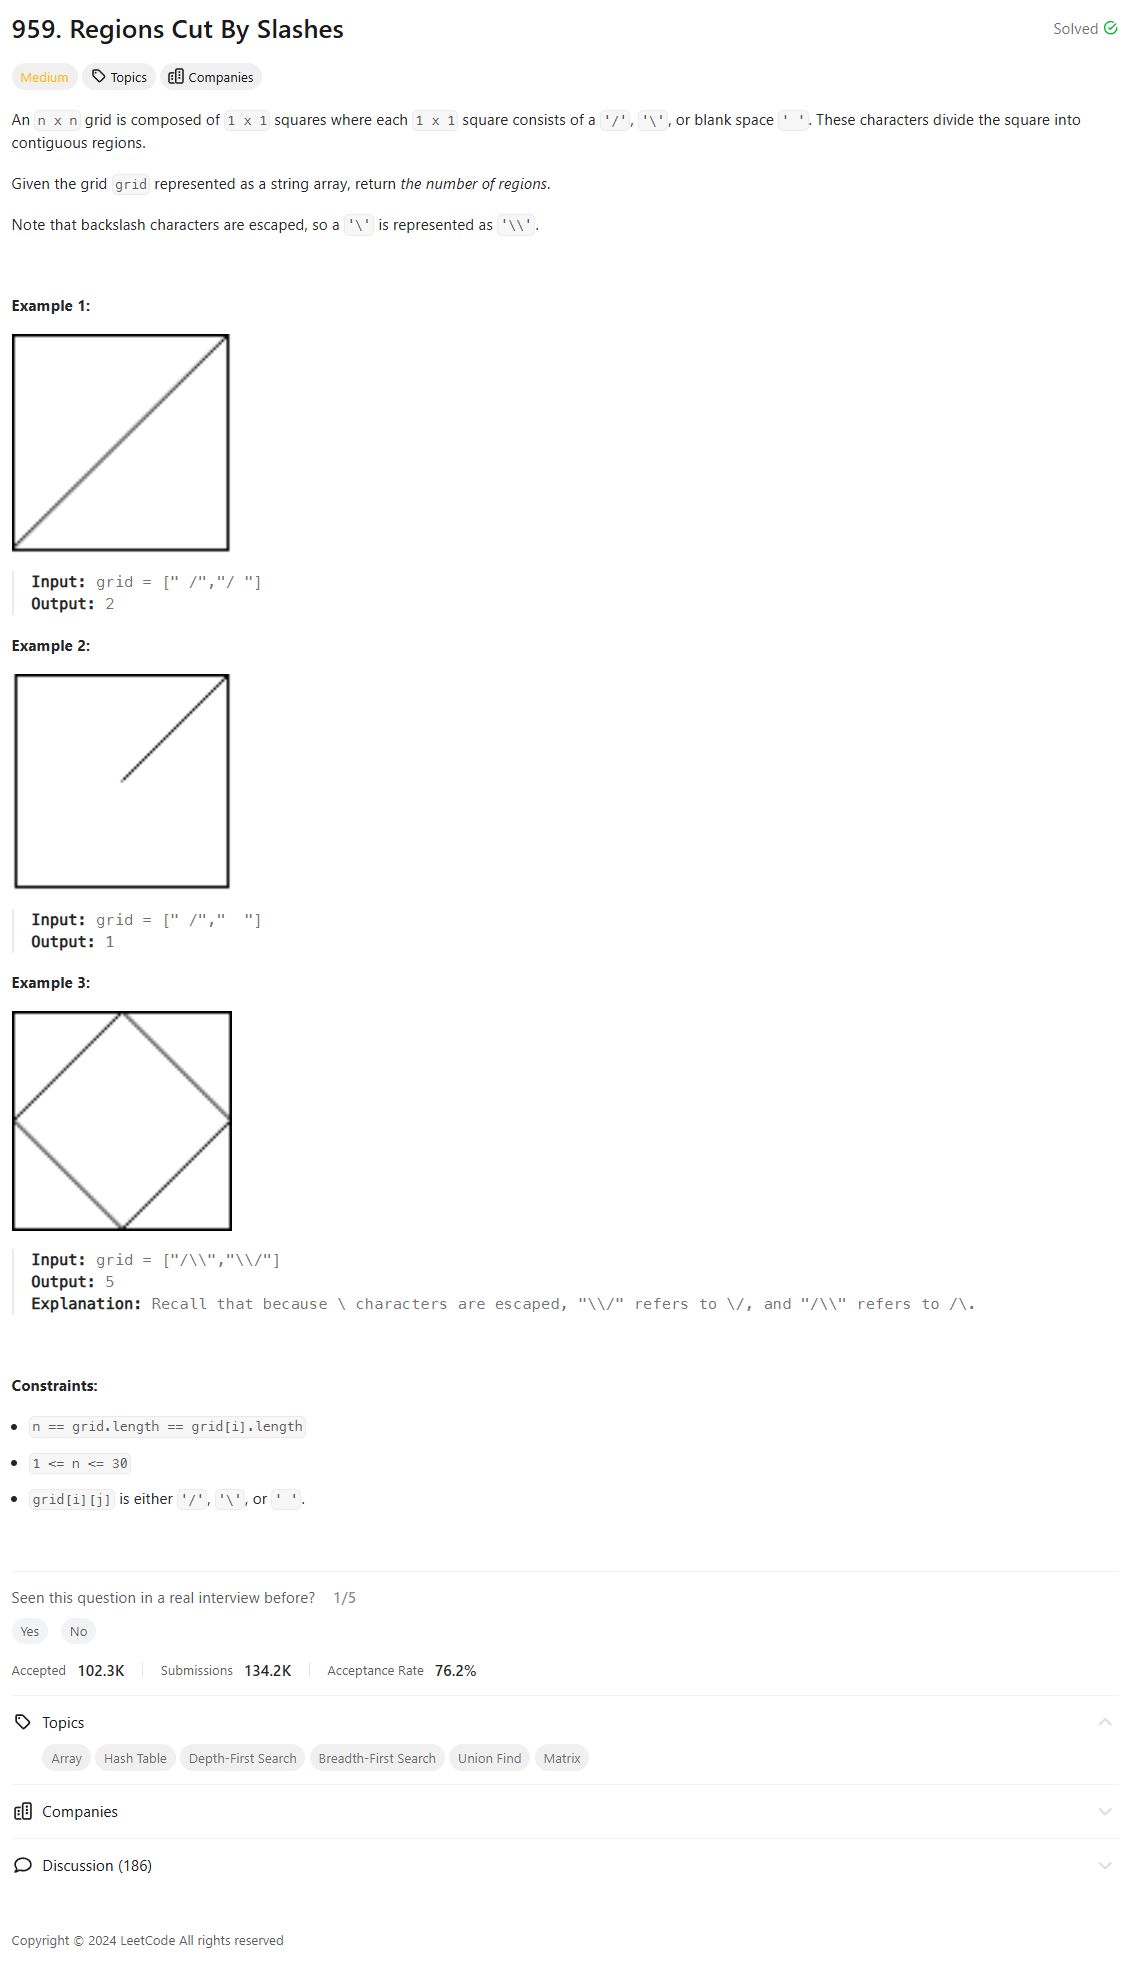 959. Regions Cut By Slashes
Solved
Medium Topics Companies
An n x n grid is composed of 1 x 1 squares where each 1 x 1 square consists of a '/', '\', or blank space ' '. These characters divide the square into
contiguous regions.
Given the grid grid represented as a string array, return the number of regions.
Note that backslash characters are escaped, so a '\' is represented as '\\'.
Example 1:
Input: grid = [" /","/ "]
Output: 2
Example 2:
Input: grid = [" /","  "]
Output: 1
Example 3:
Input: grid = ["/\\","\\/"]
Output: 5
Explanation: Recall that because \ characters are escaped, "\\/" refers to \/, and "/\\" refers to /\.
Constraints:
• n == grid.length == grid[i].length
• 1 <= n <= 30
• grid[i][j] is either '/', '\', or ' '.
Seen this question in a real interview before? 1/5
Yes No
Accepted 102.3K Submissions 134.2K Acceptance Rate 76.2%
Topics
Array Hash Table Depth-First Search Breadth-First Search Union Find Matrix
Companies
Discussion (186)
Copyright © 2024 LeetCode All rights reserved